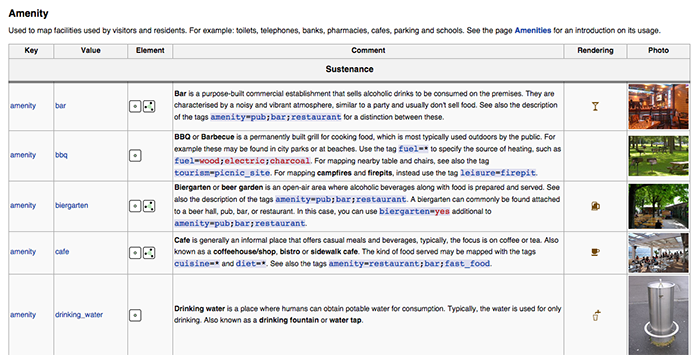 Amenity
Used to map facilities used by visitors and residents. For example: toilets, telephones, banks, pharmacies, cafes, parking and schools. See the page Amenities for an introduction on its usage.
Key Value Element Comment Rendering Photo
Sustenance
Bar is a purpose-built commercial establishment that sells alcoholic drinks to be consumed on the premises. They are
amenity bar characterised by a noisy and vibrant atmosphere, similar to a party and usually don't sell food. See also the description
of the tags amenity=pub;bar;restaurant for a distinction between these.
BBQ or Barbecue is a permanently built grill for cooking food, which is most typically used outdoors by the public. For
example these may be found in city parks or at beaches. Use the tag fuel=* to specify the source of heating, such as
amenity bbq fuel=wood;electric;charcoal. For mapping nearby table and chairs, see also the tag
tourism=picnic_site. For mapping campfires and firepits, instead use the tag leisure=firepit.
Biergarten or beer garden is an open-air area where alcoholic beverages along with food is prepared and served. See
also the description of the tags amenity=pub;bar;restaurant. A biergarten can commonly be found attached
amenity biergarten to a beer hall, pub, bar, or restaurant. In this case, you can use biergarten=yes additional to
amenity=pub;bar;restaurant.
Cafe is generally an informal place that offers casual meals and beverages, typically, the focus is on coffee or tea. Also
amenity cafe known as a coffeehouse/shop, bistro or sidewalk cafe. The kind of food served may be mapped with the tags
cuisine=* and diet=*. See also the tags amenity=restaurant;bar;fast_food.
amenity drinking_water Drinking water is a place where humans can obtain potable water for consumption. Typically, the water is used for only
drinking. Also known as a drinking fountain or water tap.